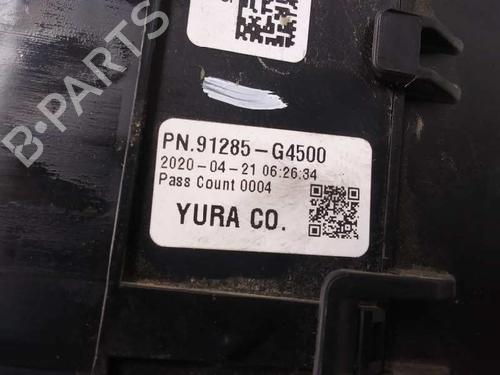 PN.91285-G4500
2020-04-21 06:26:34
Pass Count 0004
YURA CO.
B-PARTS